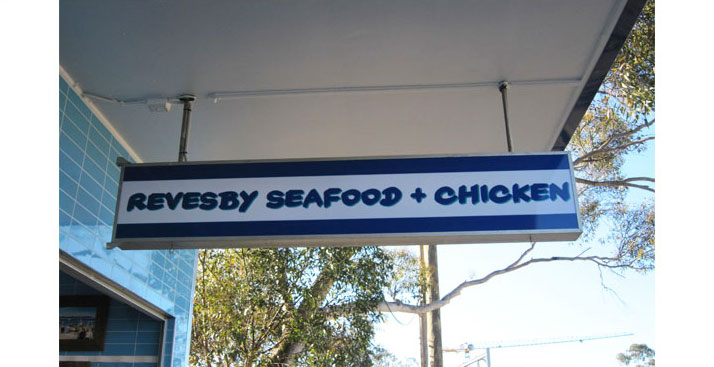 REVESBY SEAFOOD + CHICKEN